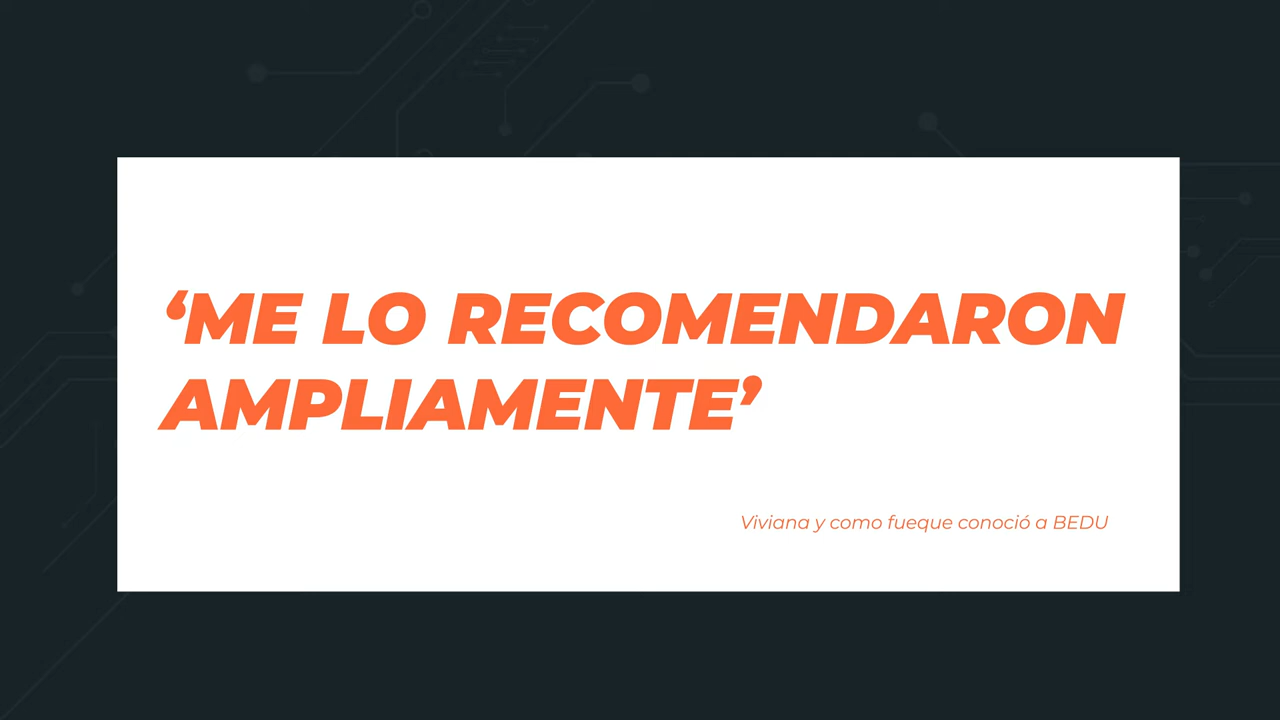 ‘ME LO RECOMENDARON
AMPLIAMENTE’
Viviana y como fueque conoció a BEDU